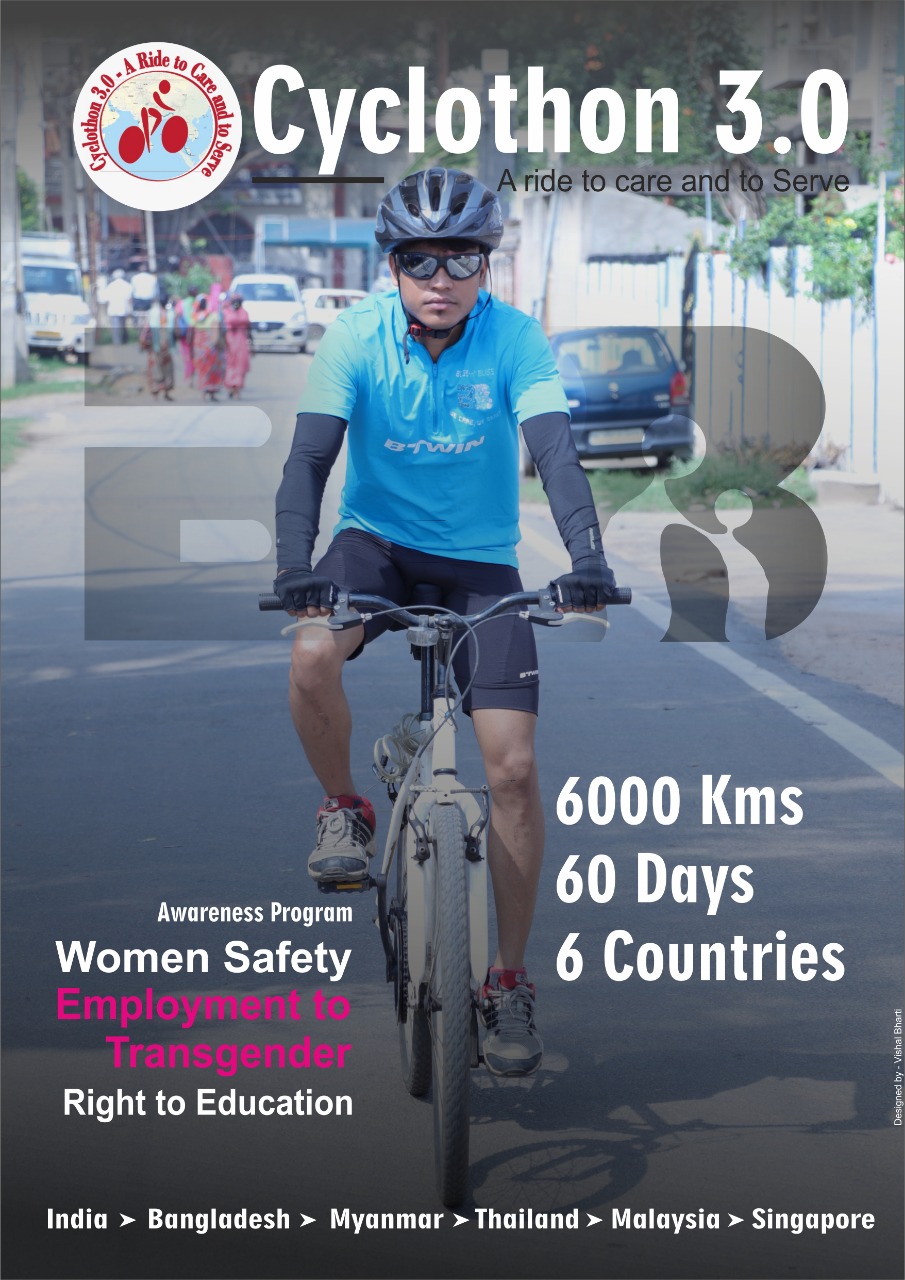 Cyclothon 3.0 - A Ride to Care and to Serve
Cyclothon 3.0
A ride to care and to Serve
BTWIN
BTWIN
6000 Kms
60 Days
6 Countries
Awareness Program
Women Safety
Employment to
Transgender
Right to Education
Designed by - Vishal Bharti
India ➤ Bangladesh ➤ Myanmar ➤ Thailand ➤ Malaysia ➤ Singapore